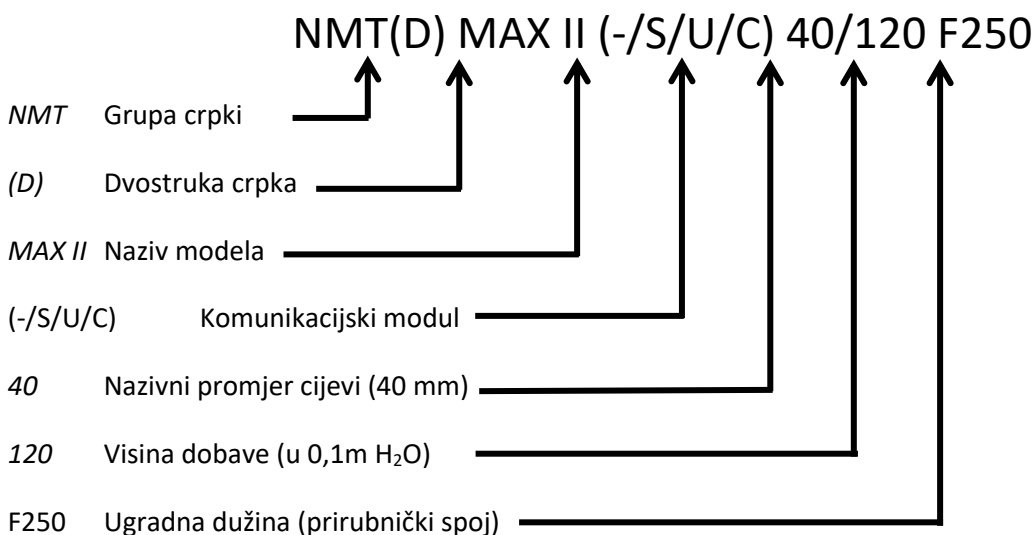 NMT(D) MAX II (-/S/U/C) 40/120 F250
NMT Grupa crpki
(D) Dvostruka crpka
MAX II Naziv modela
(-/S/U/C) Komunikacijski modul
40 Nazivni promjer cijevi (40 mm)
120 Visina dobave (u 0,1m H₂O)
F250 Ugradna dužina (prirubnički spoj)